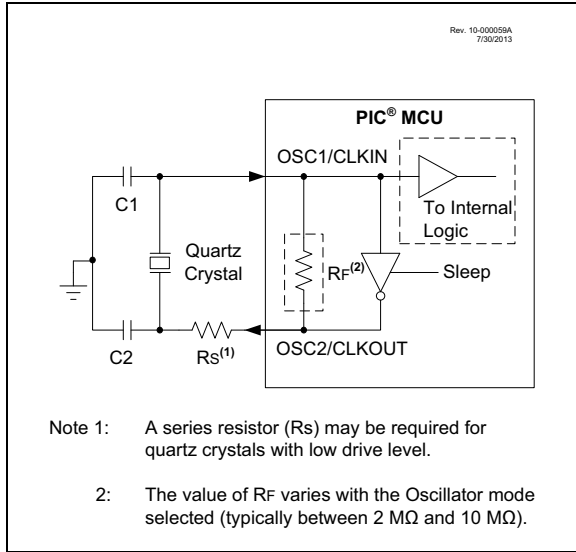 Rev. 10-000059A
7/30/2013
PIC® MCU
OSC1/CLKIN
C1
To Internal
Logic
Quartz
Crystal
RF(2)
Sleep
C2
RS(1)
OSC2/CLKOUT
Note 1: A series resistor (Rs) may be required for
quartz crystals with low drive level.
2: The value of RF varies with the Oscillator mode
selected (typically between 2 MΩ and 10 MΩ).